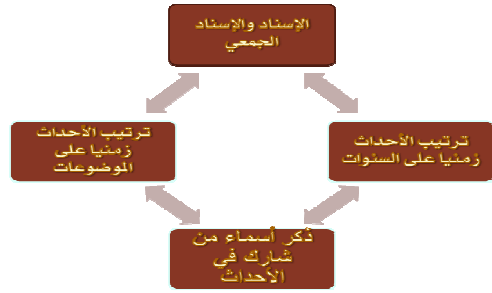 الإسناد والإسناد
الجمعي
ترتيب الأحداث
زمنيا على السنوات
ذكر أسماء من
شارك في
الأحداث
ترتيب الأحداث
زمنيا على
الموضوعات